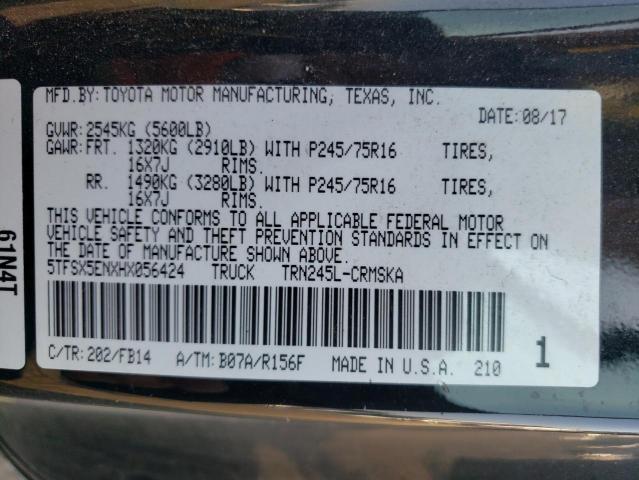 MFD.BY: TOYOTA MOTOR MANUFACTURING, TEXAS, INC.
DATE: 08/17
GVWR: 2545KG (5600LB)
GAWR: FRT. 1320KG (2910LB) WITH P245/75R16 TIRES,
16X7J RIMS.
RR. 1490KG (3280LB) WITH P245/75R16 TIRES,
16X7J RIMS.
THIS VEHICLE CONFORMS TO ALL APPLICABLE FEDERAL MOTOR
VEHICLE SAFETY AND THEFT PREVENTION STANDARDS IN EFFECT ON
THE DATE OF MANUFACTURE SHOWN ABOVE.
5TFSX5ENXHX056424 TRUCK TRN245L-CRMSKA
C/TR: 202/FB14 A/TM: B07A/R156F MADE IN U.S.A. 210 1
61N4T